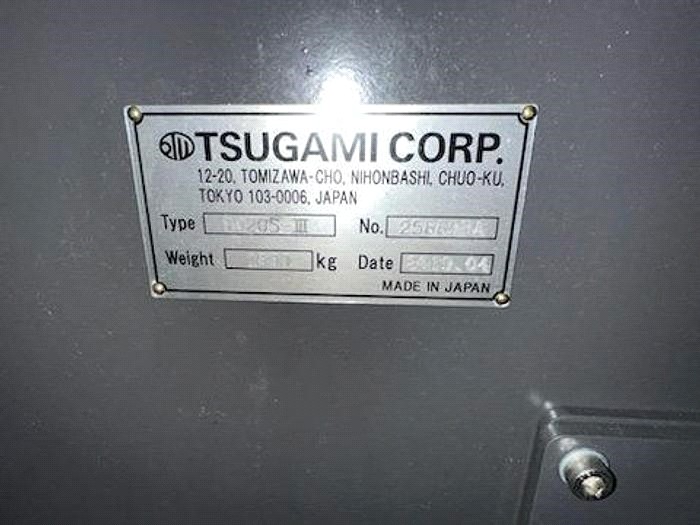 TSUGAMI CORP.
12-20, TOMIZAWA-CHO, NIHONBASHI, CHUO-KU,
TOKYO 103-0006, JAPAN
Type No.
Weight kg Date
MADE IN JAPAN